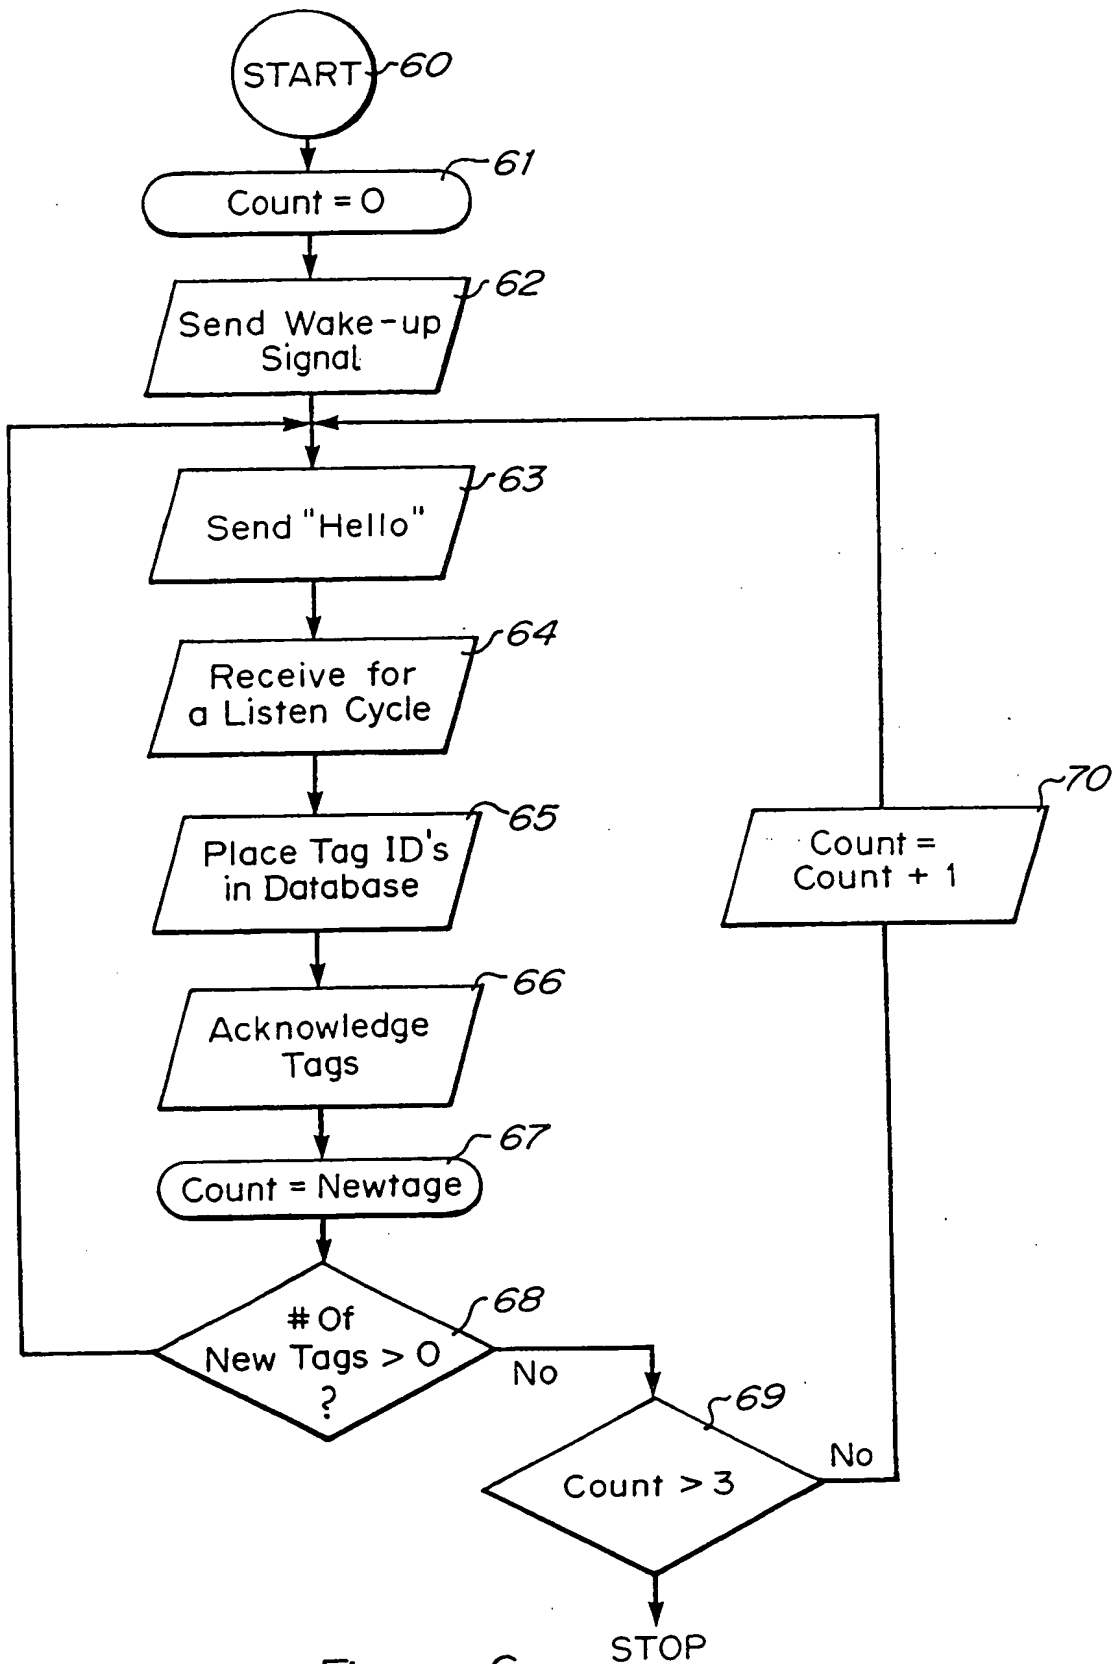 START
60
61
Count = 0
62
Send Wake-up
Signal
63
Send "Hello"
64
Receive for
a Listen Cycle
65
Place Tag ID's
in Database
70
Count =
Count + 1
66
Acknowledge
Tags
67
Count = Newtage
68
# Of
New Tags > 0
?
No
69
Count > 3
No
STOP